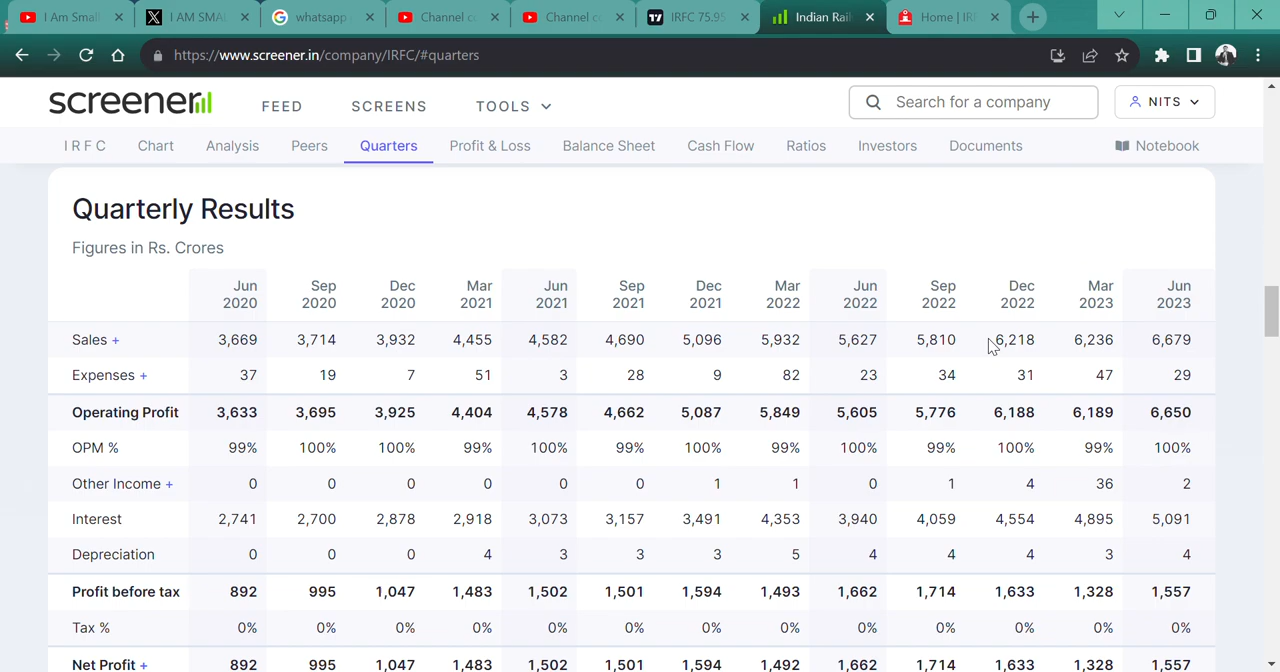 I Am Small
I AM SMAL
whatsapp
Channel co
Channel co
IRFC 75.95
Indian Rail
Home | IRI
https://www.screener.in/company/IRFC/#quarters
screener
FEED
SCREENS
TOOLS
Search for a company
NITS
I R F C
Chart
Analysis
Peers
Quarters
Profit & Loss
Balance Sheet
Cash Flow
Ratios
Investors
Documents
Notebook
Quarterly Results
Figures in Rs. Crores
Jun 2020 Sep 2020 Dec 2020 Mar 2021 Jun 2021 Sep 2021 Dec 2021 Mar 2022 Jun 2022 Sep 2022 Dec 2022 Mar 2023 Jun 2023
Sales + 3,669 3,714 3,932 4,455 4,582 4,690 5,096 5,932 5,627 5,810 6,218 6,236 6,679
Expenses + 37 19 7 51 3 28 9 82 23 34 31 47 29
Operating Profit 3,633 3,695 3,925 4,404 4,578 4,662 5,087 5,849 5,605 5,776 6,188 6,189 6,650
OPM % 99% 100% 100% 99% 100% 99% 100% 99% 100% 99% 100% 99% 100%
Other Income + 0 0 0 0 0 0 1 1 0 1 4 36 2
Interest 2,741 2,700 2,878 2,918 3,073 3,157 3,491 4,353 3,940 4,059 4,554 4,895 5,091
Depreciation 0 0 0 4 3 3 3 5 4 4 4 3 4
Profit before tax 892 995 1,047 1,483 1,502 1,501 1,594 1,493 1,662 1,714 1,633 1,328 1,557
Tax % 0% 0% 0% 0% 0% 0% 0% 0% 0% 0% 0% 0% 0%
Net Profit + 892 995 1,047 1,483 1,502 1,501 1,594 1,492 1,662 1,714 1,633 1,328 1,557